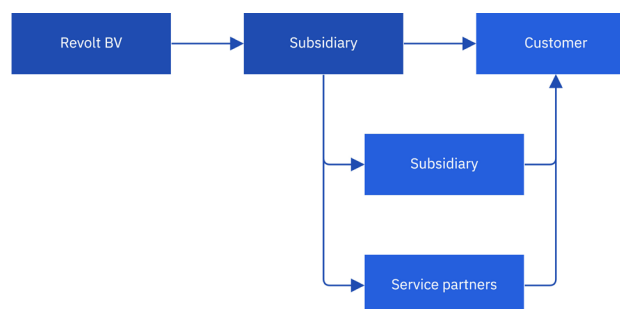 Revolt BV
Subsidiary
Customer
Subsidiary
Service partners